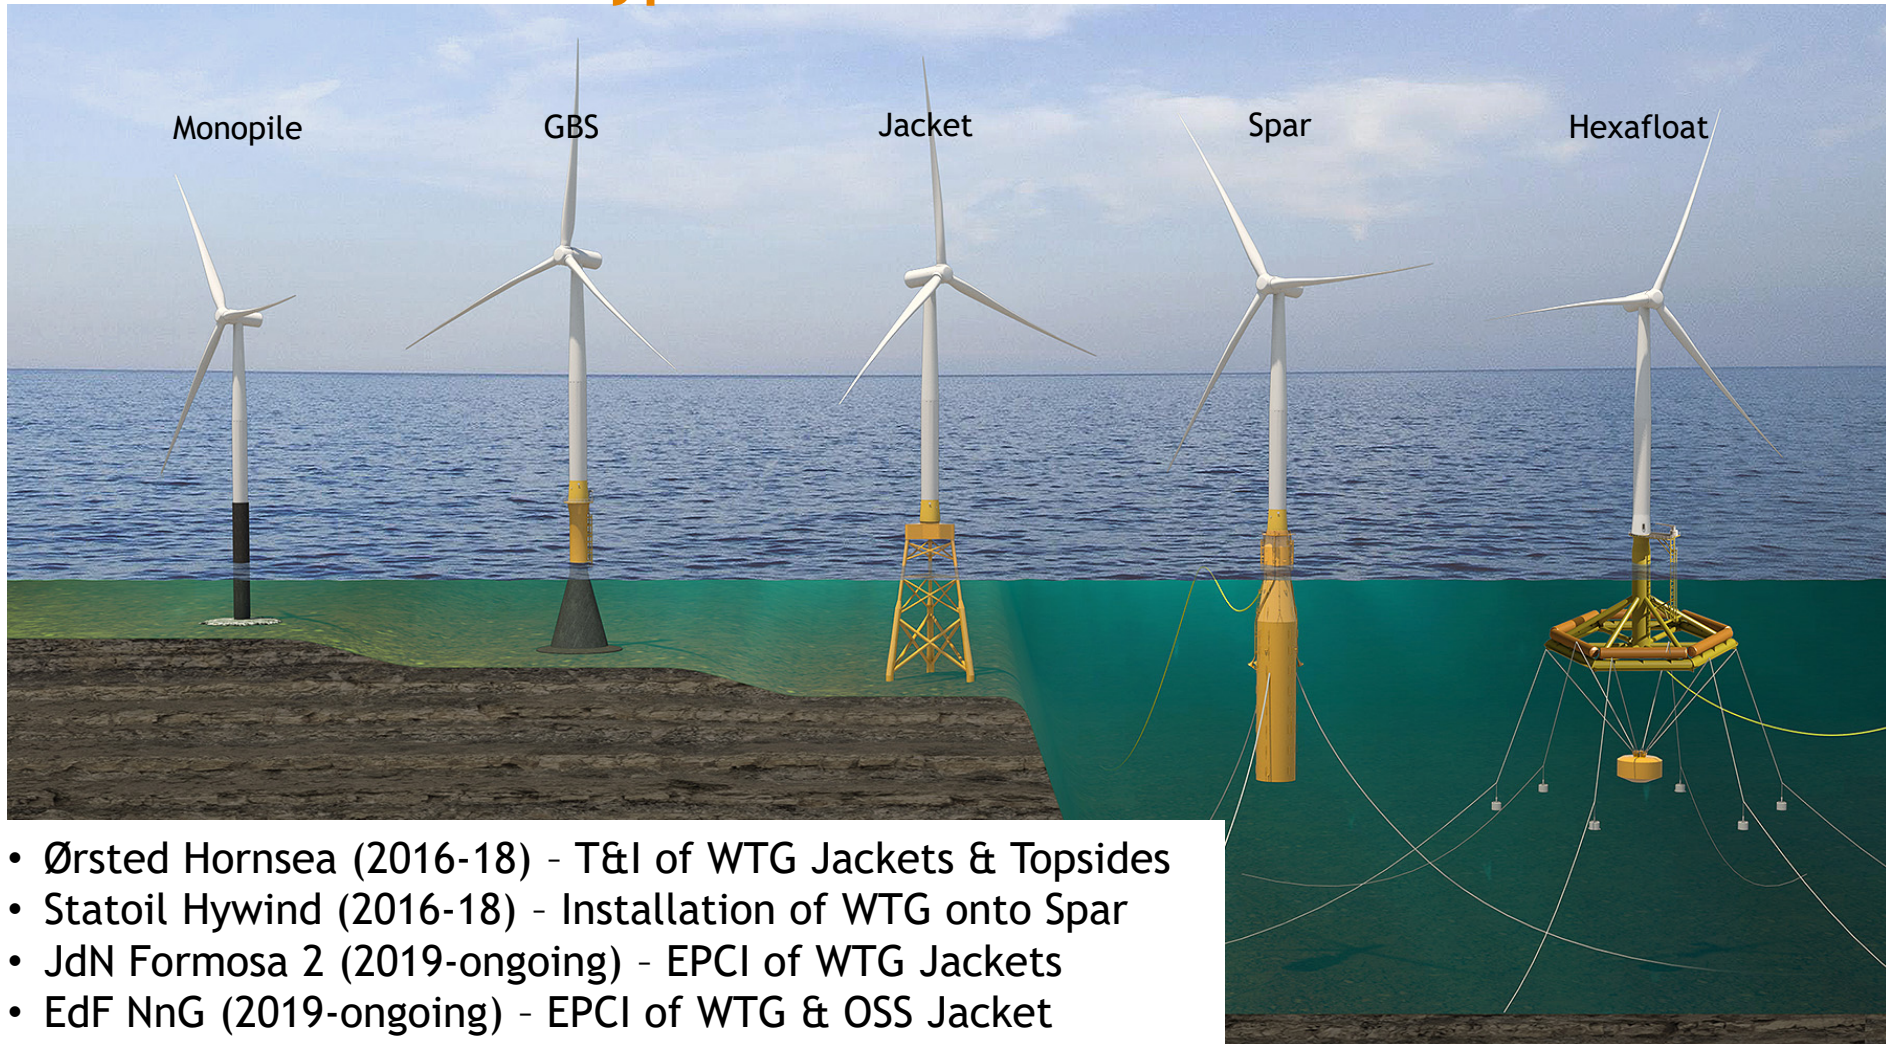 Monopile GBS Jacket Spar Hexafloat
• Ørsted Hornsea (2016-18) – T&I of WTG Jackets & Topsides
• Statoil Hywind (2016-18) – Installation of WTG onto Spar
• JdN Formosa 2 (2019-ongoing) – EPCI of WTG Jackets
• EdF NnG (2019-ongoing) – EPCI of WTG & OSS Jacket